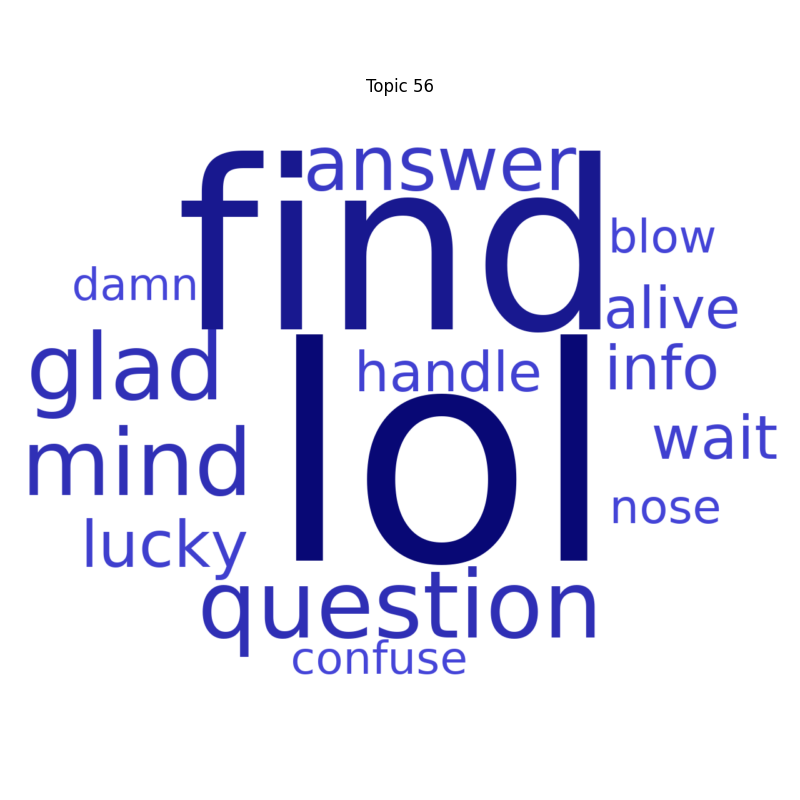 Topic 56
answer
find
blow
damn
alive
glad
handle
info
lol
mind
wait
nose
lucky
question
confuse